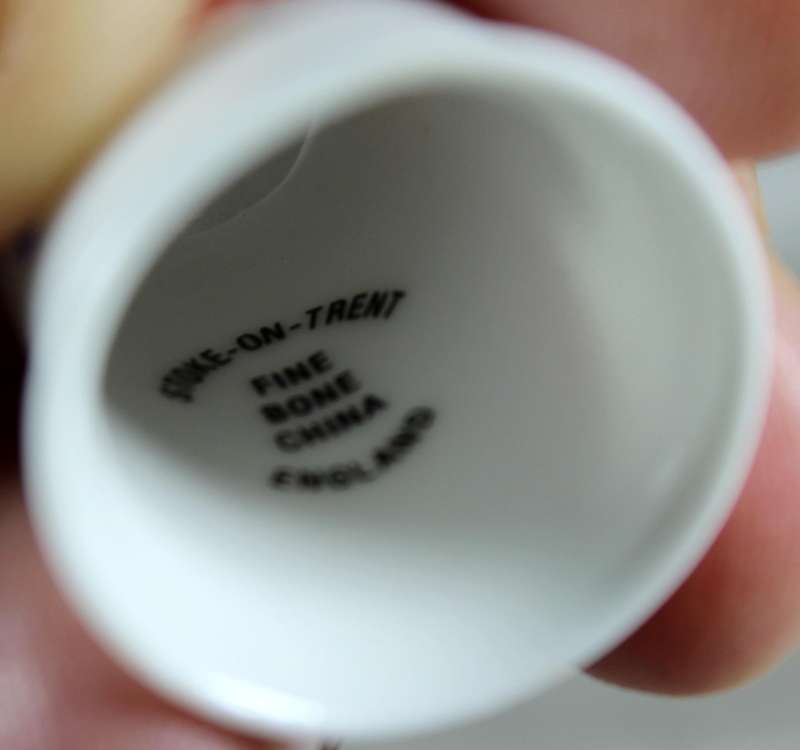 STOKE-ON-TRENT
FINE
BONE
CHINA
ENGLAND